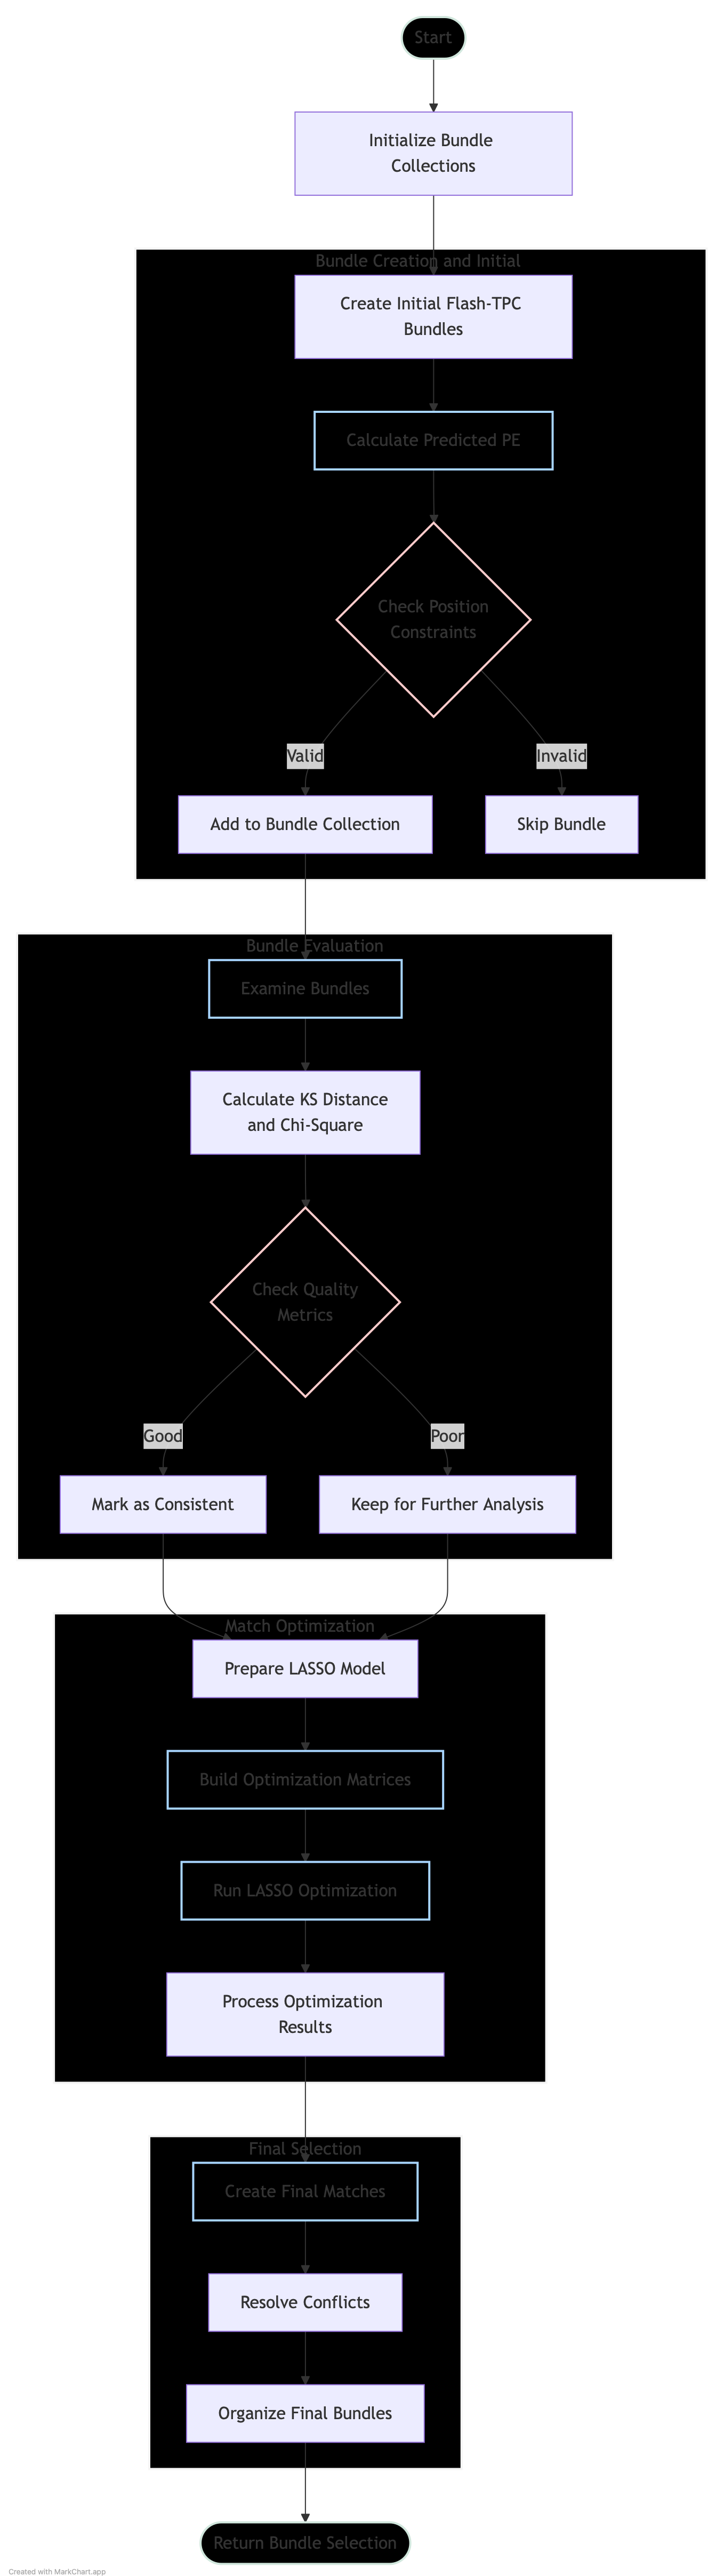 Start
Initialize Bundle
Collections
Bundle Creation and Initial
Create Initial Flash-TPC
Bundles
Calculate Predicted PE
Check Position
Constraints
Valid
Invalid
Add to Bundle Collection
Skip Bundle
Bundle Evaluation
Examine Bundles
Calculate KS Distance
and Chi-Square
Check Quality
Metrics
Good
Poor
Mark as Consistent
Keep for Further Analysis
Match Optimization
Prepare LASSO Model
Build Optimization Matrices
Run LASSO Optimization
Process Optimization
Results
Final Selection
Create Final Matches
Resolve Conflicts
Organize Final Bundles
Return Bundle Selection
Created with MarkChart.app